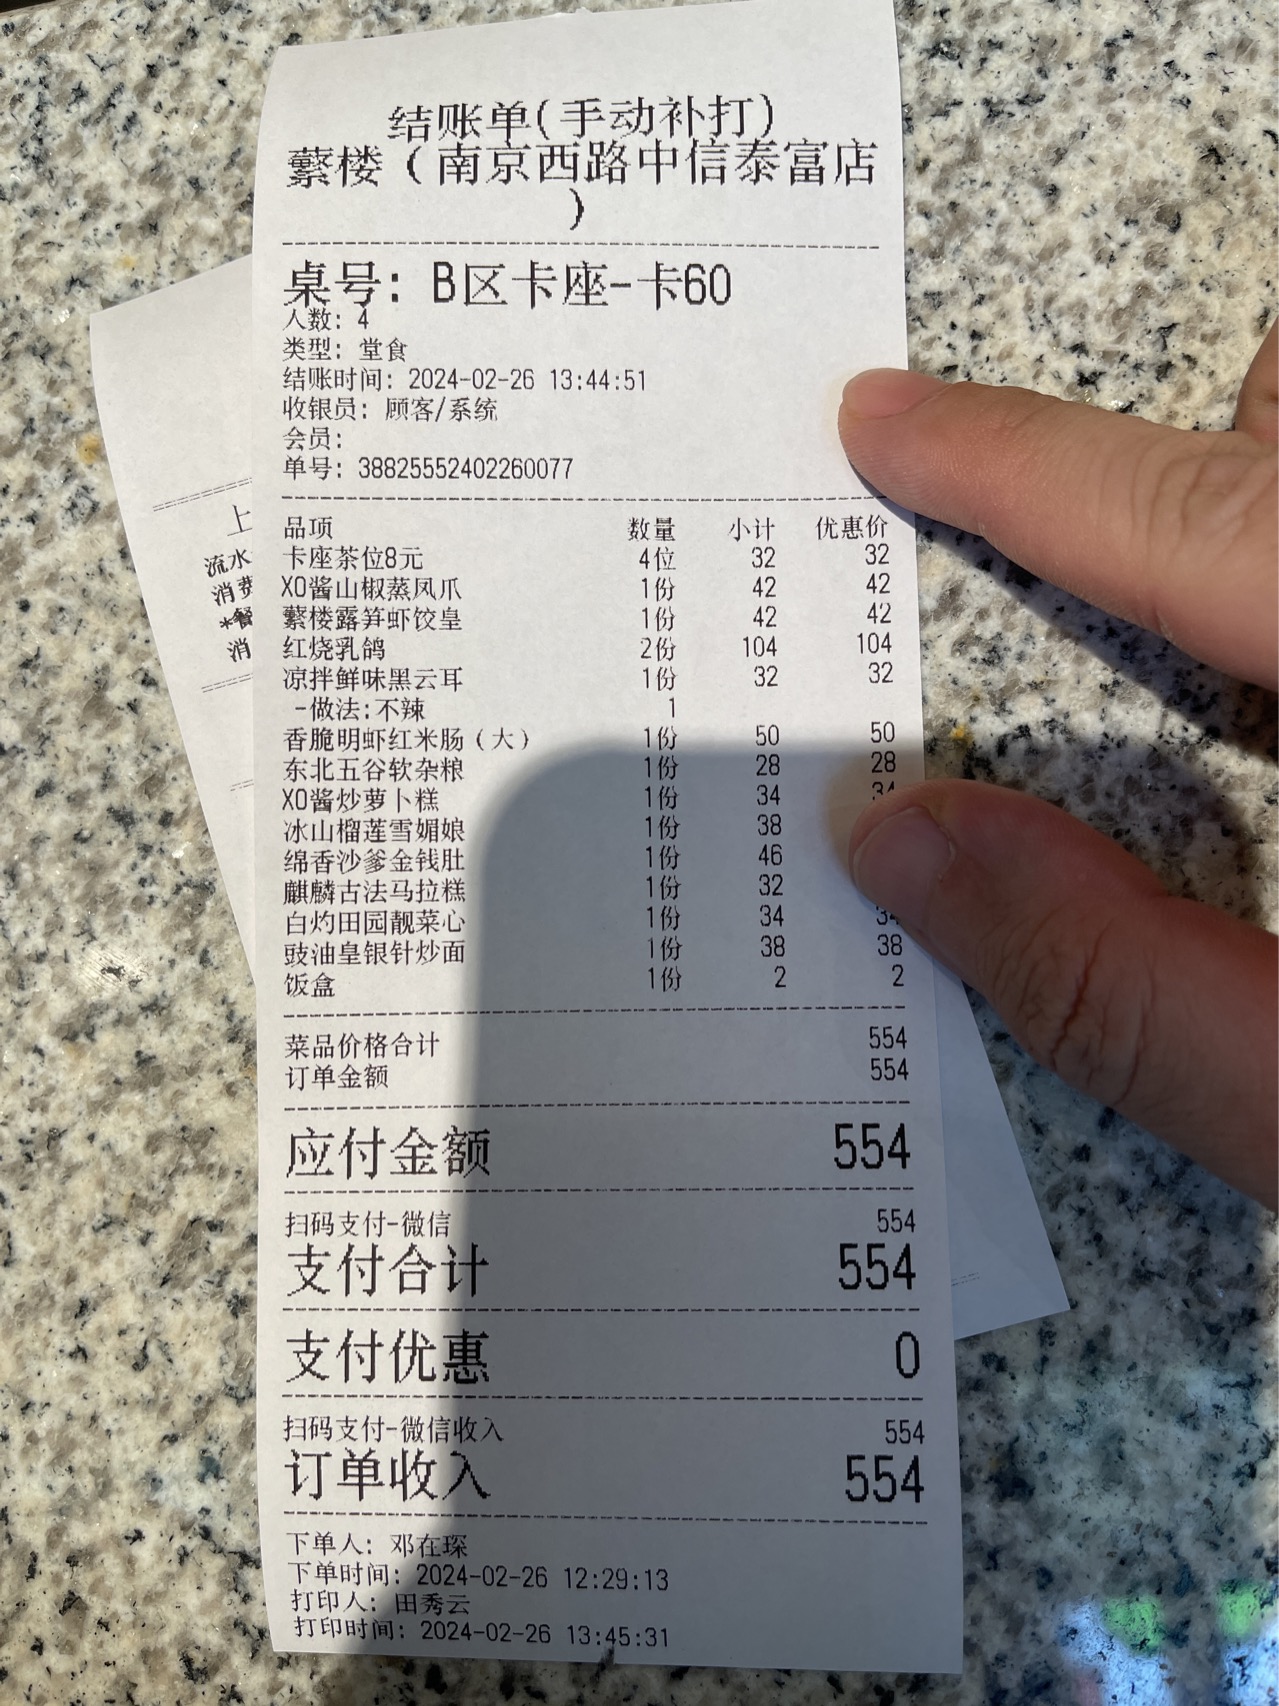 结账单(手动补打)
蘩楼（南京西路中信泰富店
）
桌号: B区卡座-卡60
人数: 4
类型: 堂食
结账时间: 2024-02-26 13:44:51
收银员: 顾客/系统
会员:
单号: 38825552402260077
品项 数量 小计 优惠价
卡座茶位8元 4位 32 32
XO酱山椒蒸凤爪 1份 42 42
蘩楼露笋虾饺皇 1份 42 42
红烧乳鸽 2份 104 104
凉拌鲜味黑云耳 1份 32 32
-做法:不辣 1
香脆明虾红米肠（大） 1份 50 50
东北五谷软杂粮 1份 28 28
XO酱炒萝卜糕 1份 34 34
冰山榴莲雪媚娘 1份 38
绵香沙爹金钱肚 1份 46
麒麟古法马拉糕 1份 32
白灼田园靓菜心 1份 34 34
豉油皇银针炒面 1份 38 38
饭盒 1份 2 2
菜品价格合计 554
订单金额 554
应付金额 554
扫码支付-微信 554
支付合计 554
支付优惠 0
扫码支付-微信收入 554
订单收入 554
下单人: 邓在琛
下单时间: 2024-02-26 12:29:13
打印人: 田秀云
打印时间: 2024-02-26 13:45:31
上
流水
消费
*餐
消